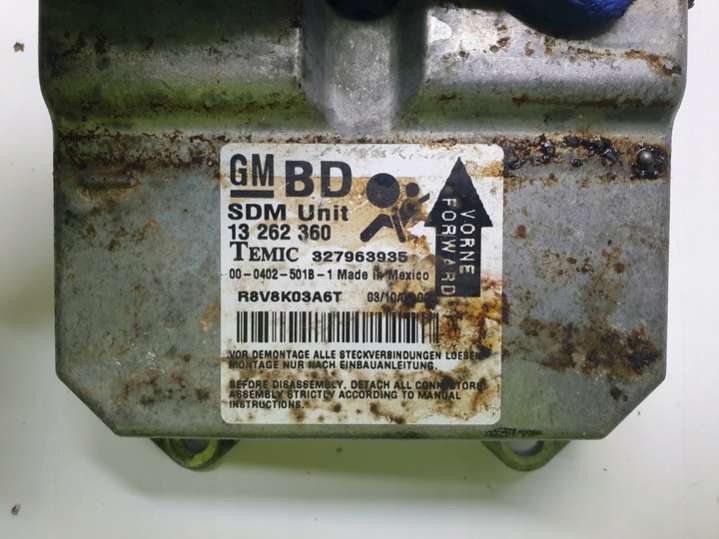 GM BD
SDM Unit
13 262 360
TEMIC 327963935
00-0402-501B-1 Made in Mexico
R8V8K03A6T
VORNE
FORWARD
VOR DEMONTAGE ALLE STECKVERBINDUNGEN LOESEN
MONTAGE NUR NACH EINBAUANLEITUNG.
BEFORE DISASSEMBLY, DETACH ALL CONNECTORS
ASSEMBLY STRICTLY ACCORDING TO MANUAL
INSTRUCTIONS.